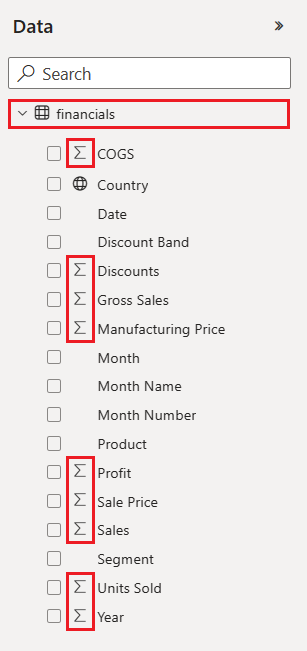 Data
Search
financials
Σ COGS
Country
Date
Discount Band
Σ Discounts
Σ Gross Sales
Σ Manufacturing Price
Month
Month Name
Month Number
Product
Σ Profit
Σ Sale Price
Σ Sales
Segment
Σ Units Sold
Σ Year